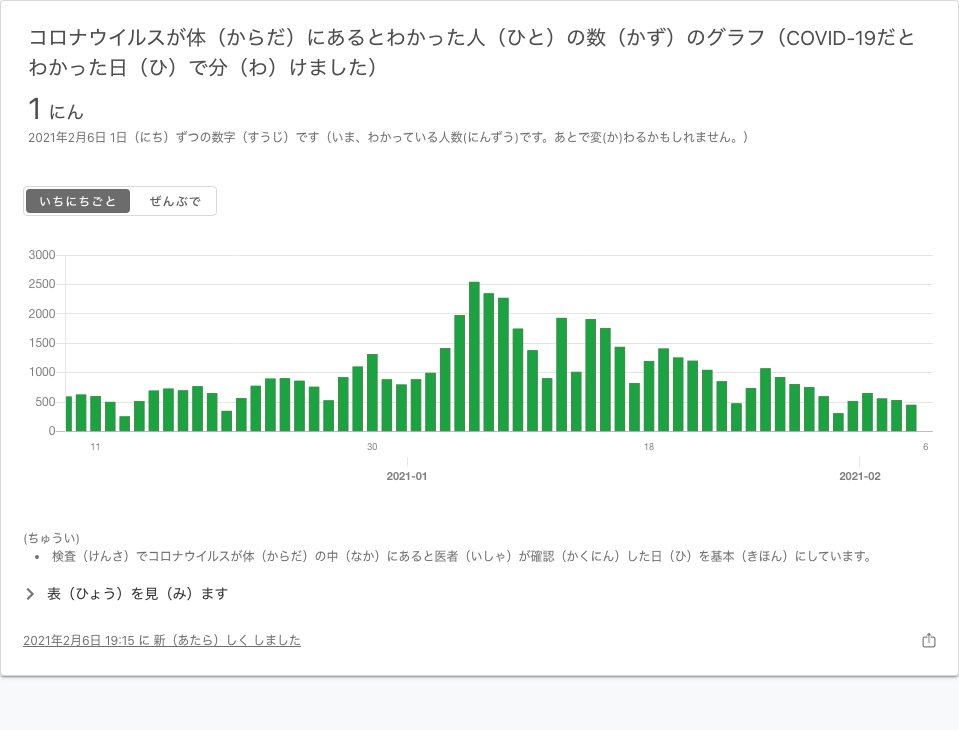 コロナウイルスが体（からだ）にあるとわかった人（ひと）の数（かず）のグラフ（COVID-19だと
わかった日（ひ）で分（わ）けました）
1 にん
2021年2月6日 1日（にち）ずつの数字（すうじ）です（いま、わかっている人数(にんずう)です。あとで変(か)わるかもしれません。）
いちにちごと ぜんぶで
3000
2500
2000
1500
1000
500
0
11 30 18 6
2021-01 2021-02
(ちゅうい)
• 検査（けんさ）でコロナウイルスが体（からだ）の中（なか）にあると医者（いしゃ）が確認（かくにん）した日（ひ）を基本（きほん）にしています。
表（ひょう）を見（み）ます
2021年2月6日 19:15 に 新（あたら）しく しました